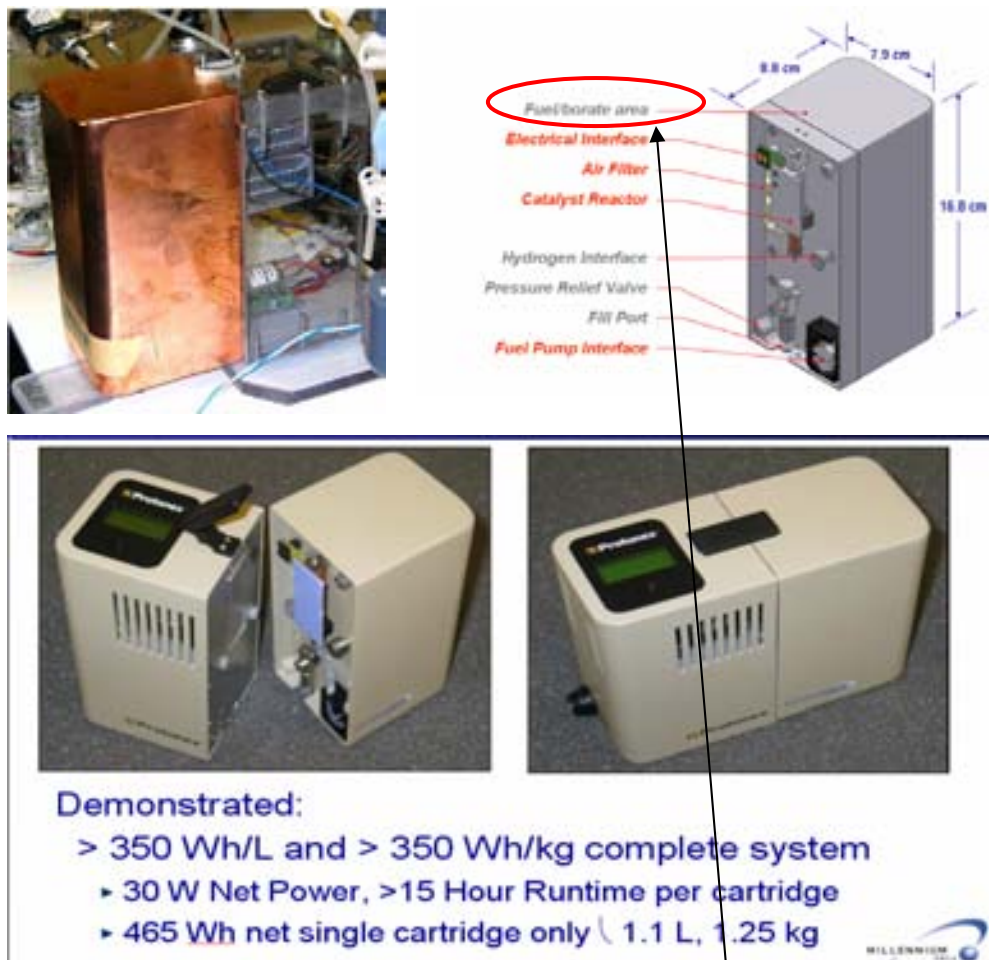 8.8 cm
7.9 cm
Fuel/borate area
Electrical Interface
Air Filter
Catalyst Reactor
16.8 cm
Hydrogen Interface
Pressure Relief Valve
Fill Port
Fuel Pump Interface
Protonex
Protonex
Protonex
Demonstrated:
> 350 Wh/L and > 350 Wh/kg complete system
▸ 30 W Net Power, >15 Hour Runtime per cartridge
▸ 465 Wh net single cartridge only \ 1.1 L, 1.25 kg
MILLENNIUM